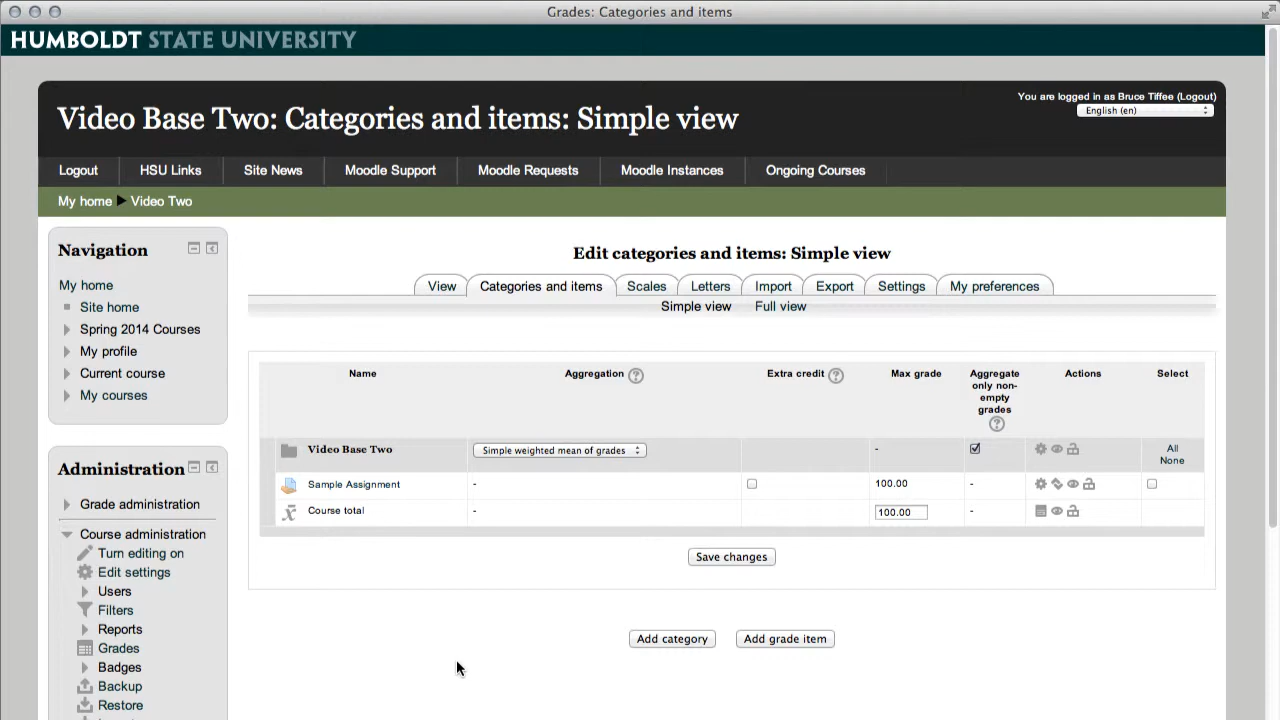 Grades: Categories and items
HUMBOLDT STATE UNIVERSITY
You are logged in as Bruce Tiffee (Logout)
English (en)
Video Base Two: Categories and items: Simple view
Logout HSU Links Site News Moodle Support Moodle Requests Moodle Instances Ongoing Courses
My home Video Two
Navigation
My home
Site home
Spring 2014 Courses
My profile
Current course
My courses
Administration
Grade administration
Course administration
Turn editing on
Edit settings
Users
Filters
Reports
Grades
Badges
Backup
Restore
Edit categories and items: Simple view
View Categories and items Scales Letters Import Export Settings My preferences
Simple view Full view
Name Aggregation ? Extra credit ? Max grade Aggregate only non-empty grades ? Actions Select
Video Base Two Simple weighted mean of grades - All
None
Sample Assignment - 100.00 -
Course total - 100.00 -
Save changes
Add category Add grade item